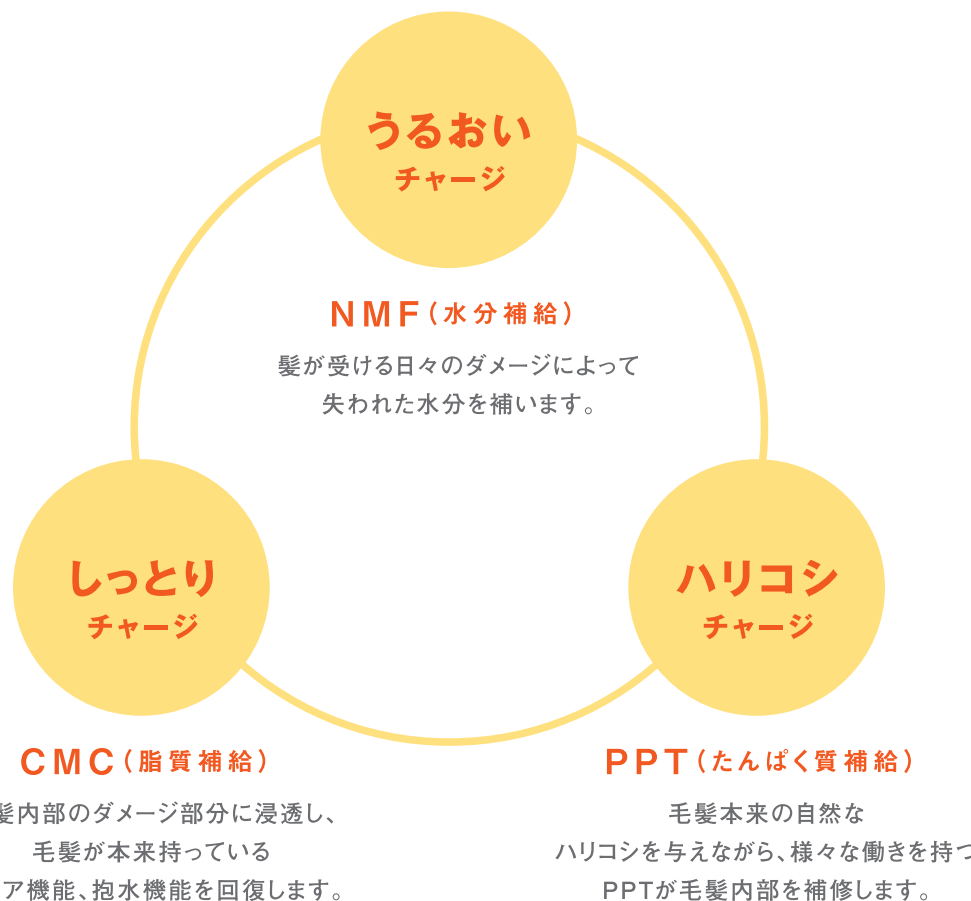 うるおい
チャージ
NMF（水分補給）
髪が受ける日々のダメージによって
失われた水分を補います。
しっとり
チャージ
CMC（脂質補給）
髪内部のダメージ部分に浸透し、
毛髪が本来持っている
ア機能、抱水機能を回復します。
ハリコシ
チャージ
PPT（たんぱく質補給）
毛髪本来の自然な
ハリコシを与えながら、様々な働きを持つ
PPTが毛髪内部を補修します。